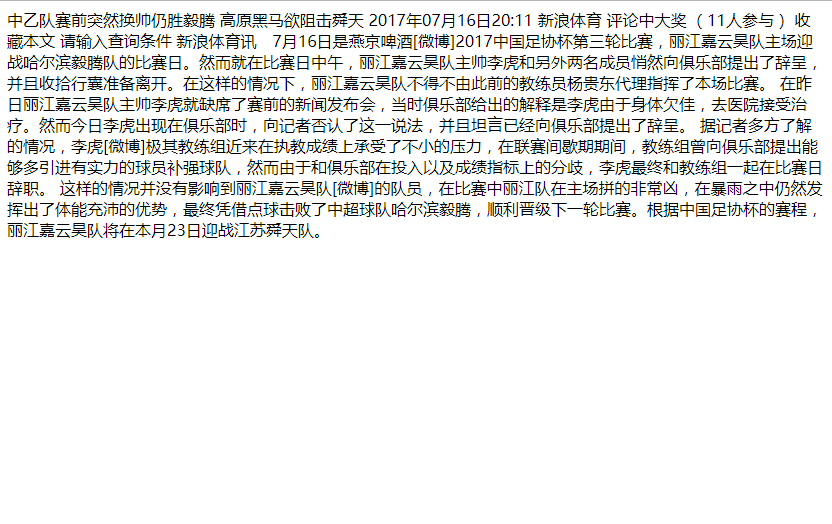 中乙队赛前突然换帅仍胜毅腾 高原黑马欲阻击舜天 2017年07月16日20:11 新浪体育 评论中大奖（11人参与） 收
藏本文 请输入查询条件 新浪体育讯　7月16日是燕京啤酒[微博]2017中国足协杯第三轮比赛，丽江嘉云昊队主场迎
战哈尔滨毅腾队的比赛日。然而就在比赛日中午，丽江嘉云昊队主帅李虎和另外两名成员悄然向俱乐部提出了辞呈，
并且收拾行囊准备离开。在这样的情况下，丽江嘉云昊队不得不由此前的教练员杨贵东代理指挥了本场比赛。 在昨
日丽江嘉云昊队主帅李虎就缺席了赛前的新闻发布会，当时俱乐部给出的解释是李虎由于身体欠佳，去医院接受治
疗。然而今日李虎出现在俱乐部时，向记者否认了这一说法，并且坦言已经向俱乐部提出了辞呈。 据记者多方了解
的情况，李虎[微博]极其教练组近来在执教成绩上承受了不小的压力，在联赛间歇期期间，教练组曾向俱乐部提出能
够多引进有实力的球员补强球队，然而由于和俱乐部在投入以及成绩指标上的分歧，李虎最终和教练组一起在比赛日
辞职。 这样的情况并没有影响到丽江嘉云昊队[微博]的队员，在比赛中丽江队在主场拼的非常凶，在暴雨之中仍然发
挥出了体能充沛的优势，最终凭借点球击败了中超球队哈尔滨毅腾，顺利晋级下一轮比赛。根据中国足协杯的赛程，
丽江嘉云昊队将在本月23日迎战江苏舜天队。